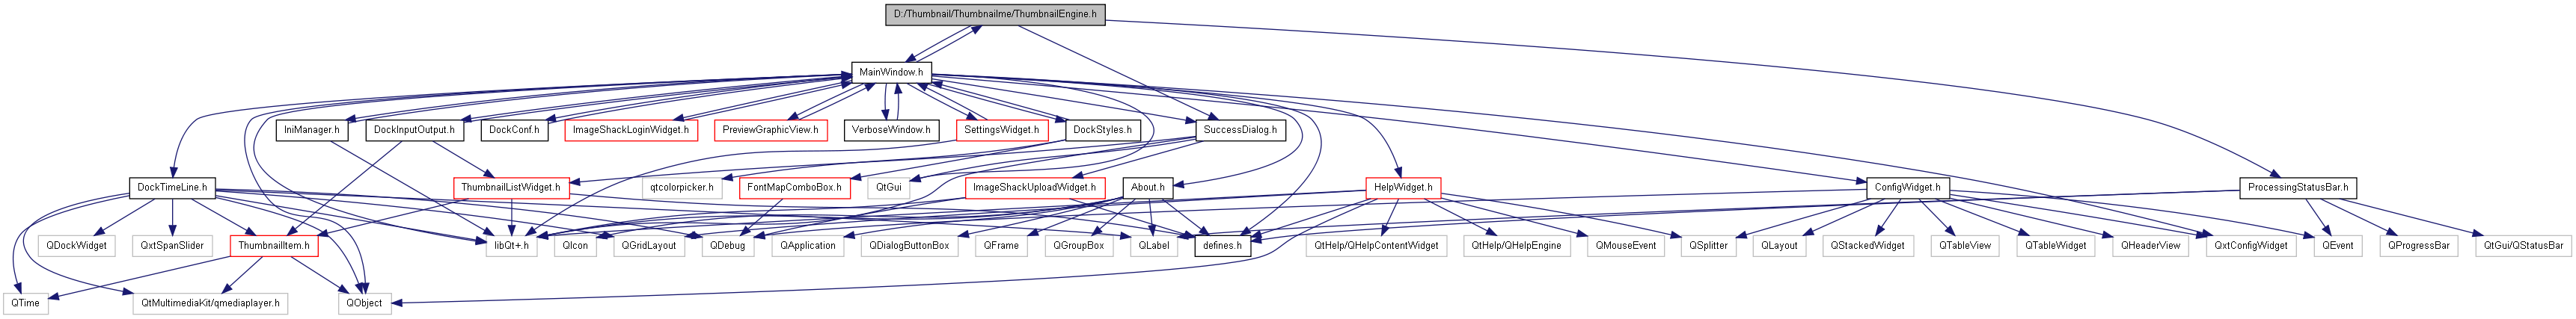 D:/Thumbnail/Thumbnailme/ThumbnailEngine.h
MainWindow.h
IniManager.h
DockInputOutput.h
DockConf.h
ImageShackLoginWidget.h
PreviewGraphicView.h
VerboseWindow.h
SettingsWidget.h
DockStyles.h
SuccessDialog.h
DockTimeLine.h
ThumbnailListWidget.h
qtcolorpicker.h
FontMapComboBox.h
QtGui
ImageShackUploadWidget.h
About.h
HelpWidget.h
ConfigWidget.h
ProcessingStatusBar.h
QDockWidget
QxtSpanSlider
ThumbnailItem.h
libQt++.h
QIcon
QGridLayout
QDebug
QApplication
QDialogButtonBox
QFrame
QGroupBox
QLabel
defines.h
QtHelp/QHelpContentWidget
QtHelp/QHelpEngine
QMouseEvent
QSplitter
QLayout
QStackedWidget
QTableView
QTableWidget
QHeaderView
QxtConfigWidget
QEvent
QProgressBar
QtGui/QStatusBar
QTime
QtMultimediaKit/qmediaplayer.h
QObject